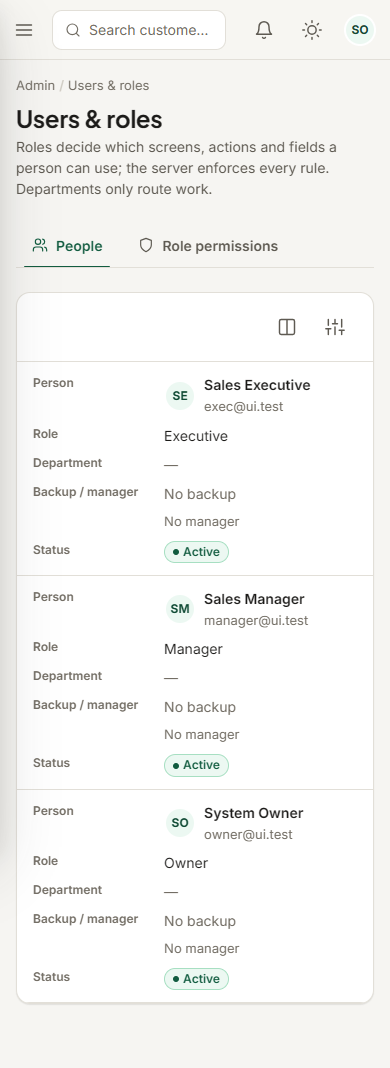 Search custome...
SO
Admin / Users & roles
Users & roles
Roles decide which screens, actions and fields a
person can use; the server enforces every rule.
Departments only route work.
People
Role permissions
Person
SE
Sales Executive
exec@ui.test
Role
Executive
Department
—
Backup / manager
No backup
No manager
Status
Active
Person
SM
Sales Manager
manager@ui.test
Role
Manager
Department
—
Backup / manager
No backup
No manager
Status
Active
Person
SO
System Owner
owner@ui.test
Role
Owner
Department
—
Backup / manager
No backup
No manager
Status
Active